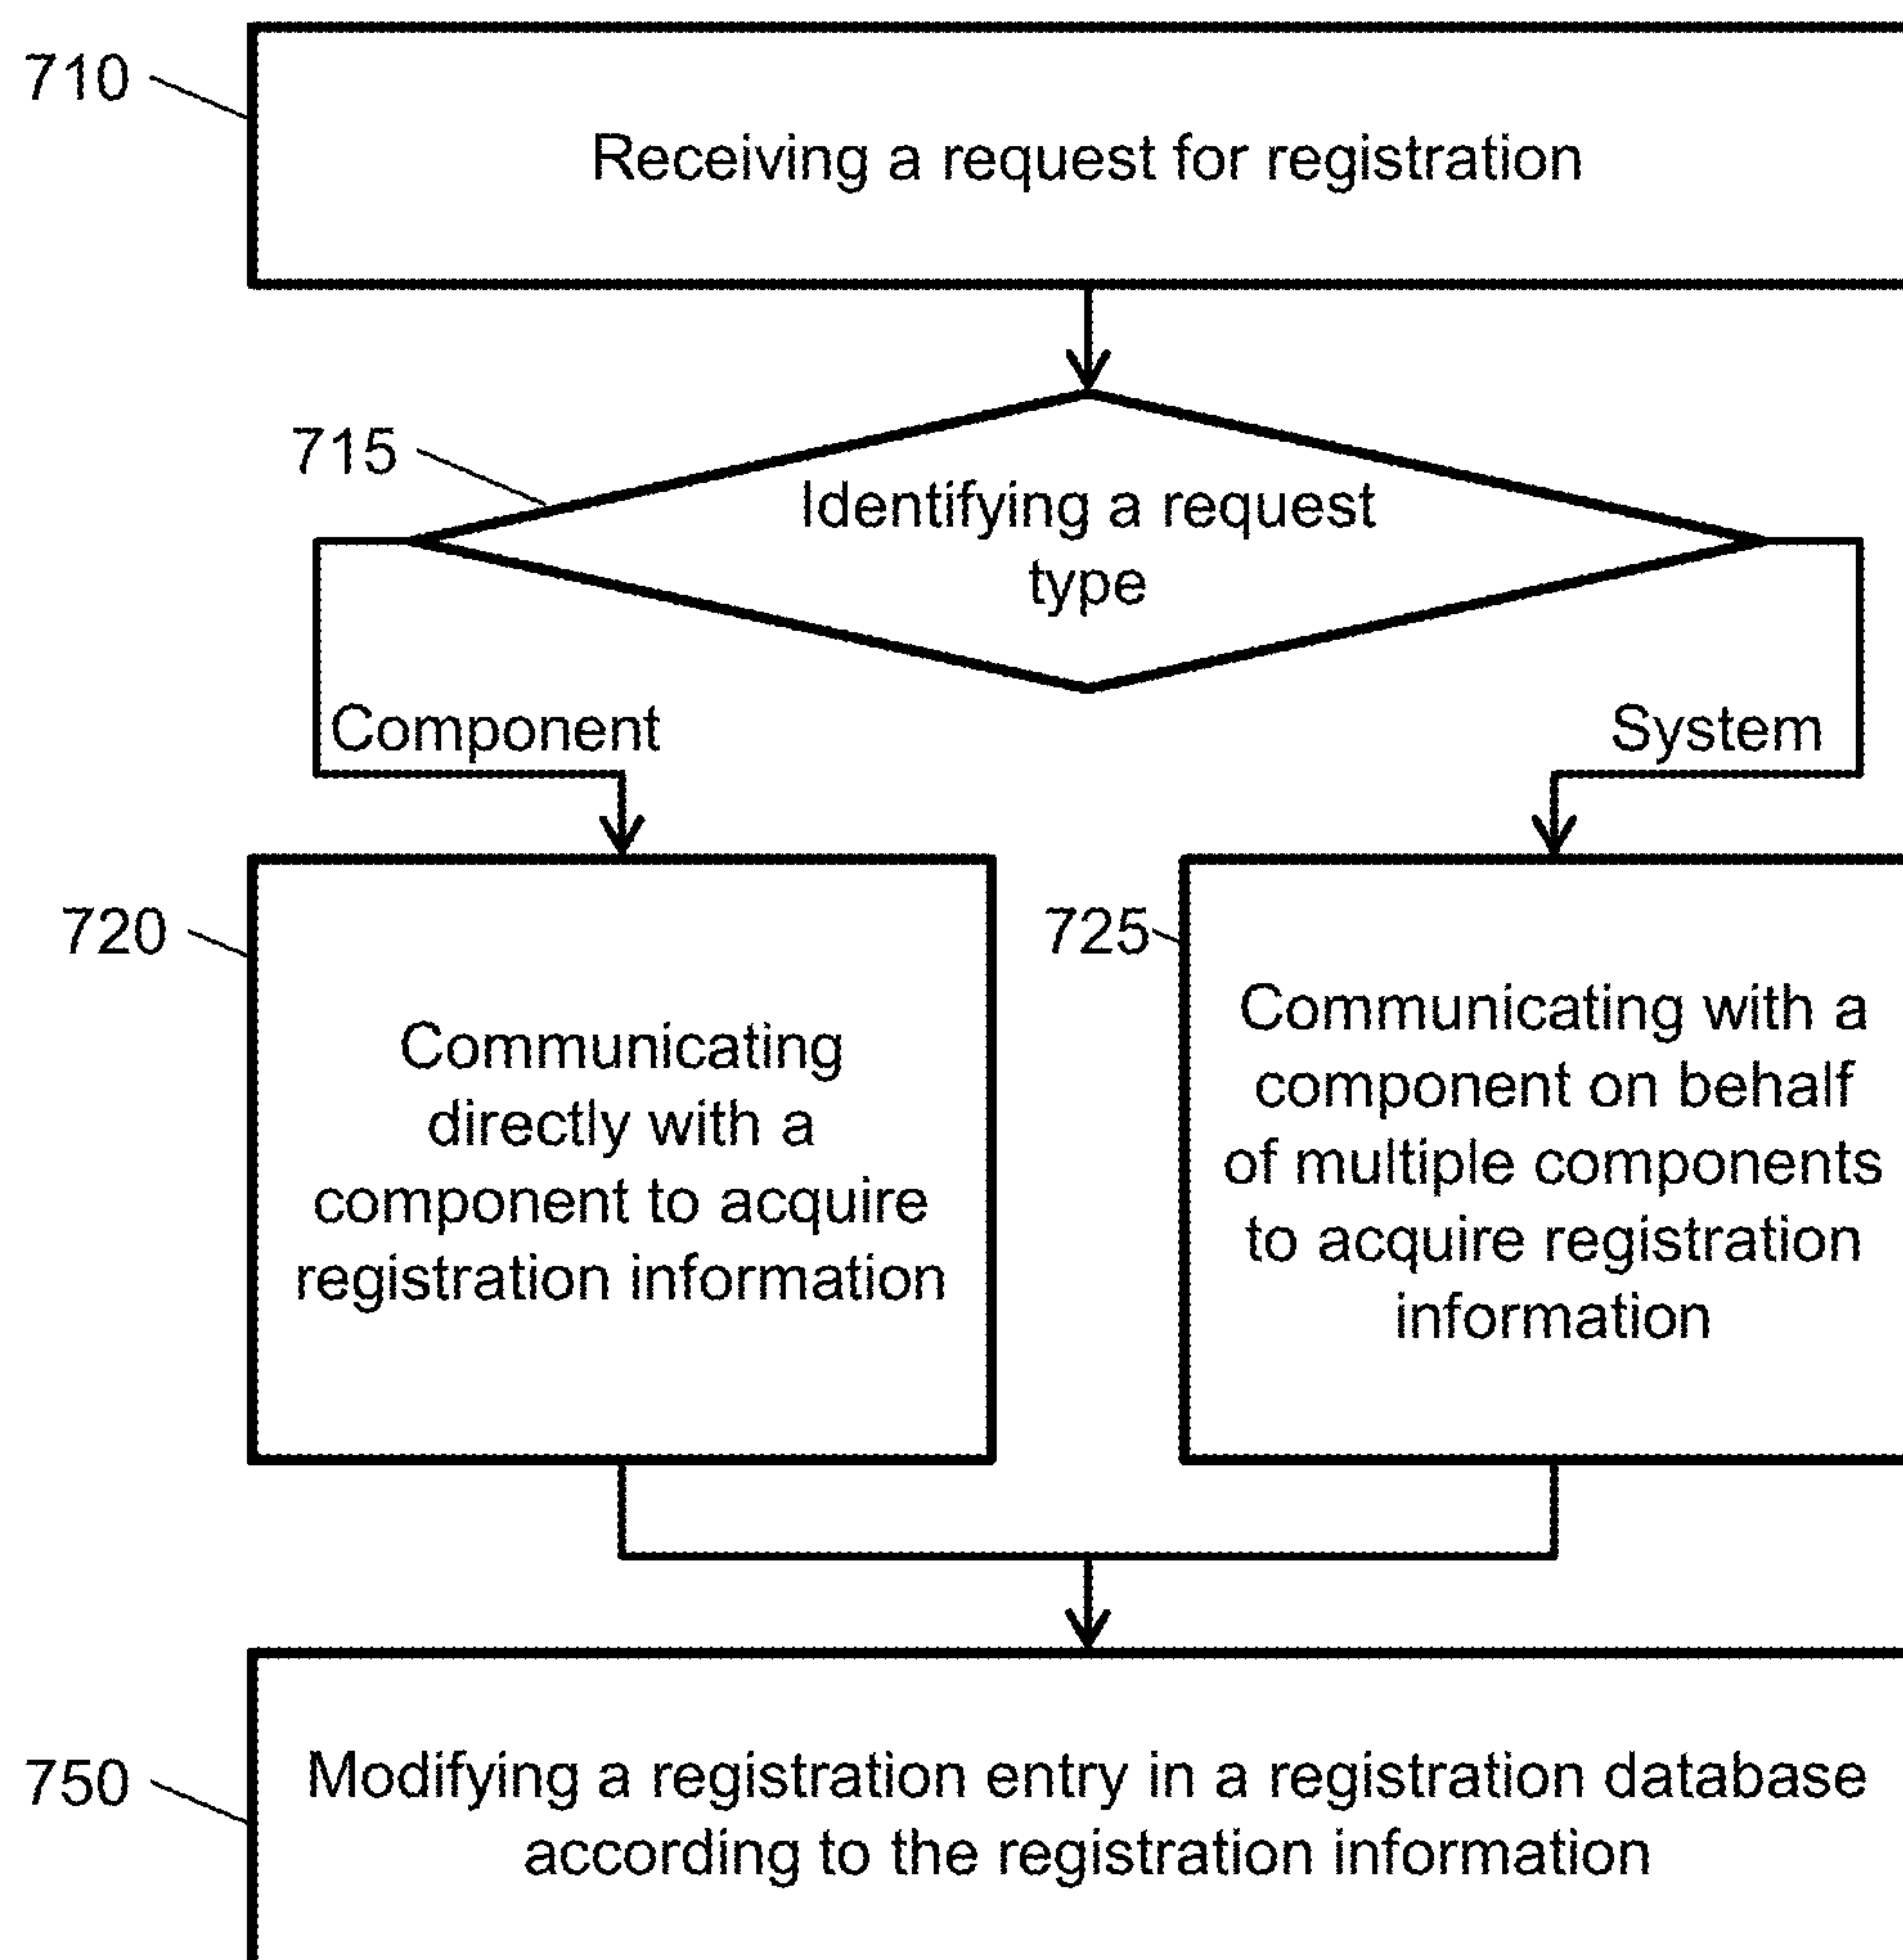 710
Receiving a request for registration
715
Identifying a request
type
Component
System
720
Communicating
directly with a
component to acquire
registration information
725
Communicating with a
component on behalf
of multiple components
to acquire registration
information
750
Modifying a registration entry in a registration database
according to the registration information